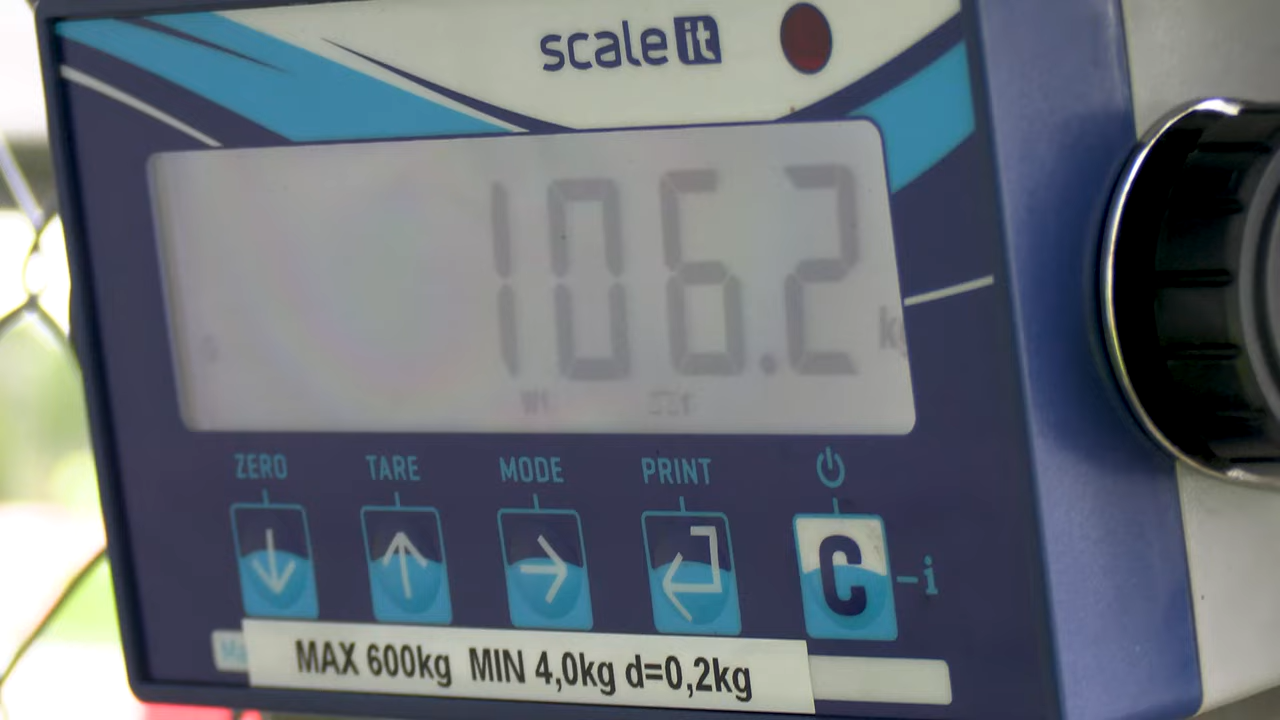 scale it
106.2 kg
ZERO TARE MODE PRINT
C -i
MAX 600kg MIN 4,0kg d=0,2kg